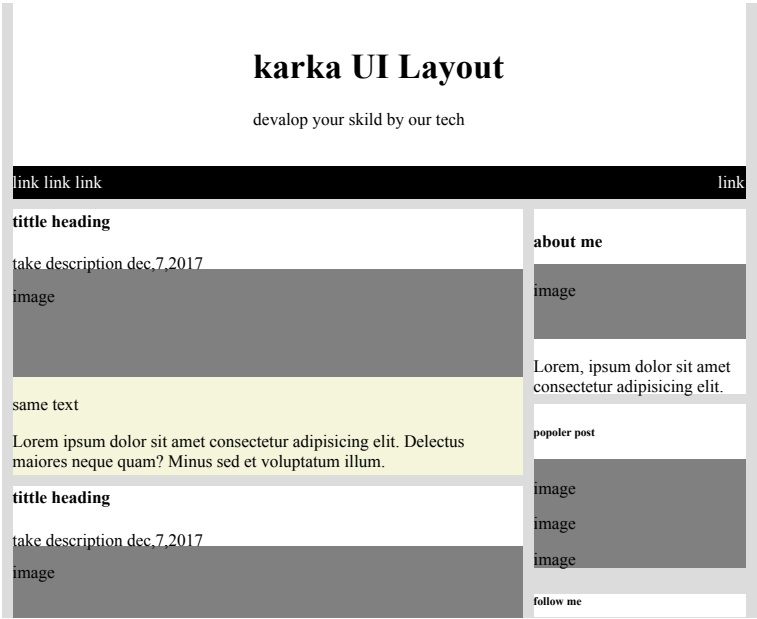 karka UI Layout
devalop your skild by our tech
link link link
link
tittle heading
take description dec,7,2017
image
same text
Lorem ipsum dolor sit amet consectetur adipisicing elit. Delectus
maiores neque quam? Minus sed et voluptatum illum.
tittle heading
take description dec,7,2017
image
about me
image
Lorem, ipsum dolor sit amet
consectetur adipisicing elit.
popoler post
image
image
image
follow me